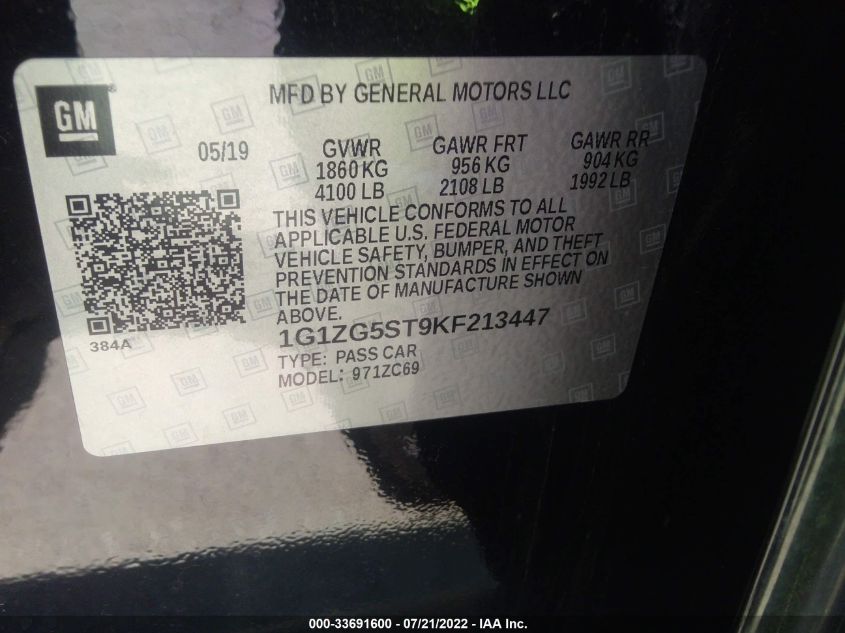 GM
MFD BY GENERAL MOTORS LLC
05/19 GVWR GAWR FRT GAWR RR
1860 KG 956 KG 904 KG
4100 LB 2108 LB 1992 LB
THIS VEHICLE CONFORMS TO ALL
APPLICABLE U.S. FEDERAL MOTOR
VEHICLE SAFETY, BUMPER, AND THEFT
PREVENTION STANDARDS IN EFFECT ON
THE DATE OF MANUFACTURE SHOWN
ABOVE.
384A
1G1ZG5ST9KF213447
TYPE: PASS CAR
MODEL: 971ZC69
000-33691600 - 07/21/2022 - IAA Inc.